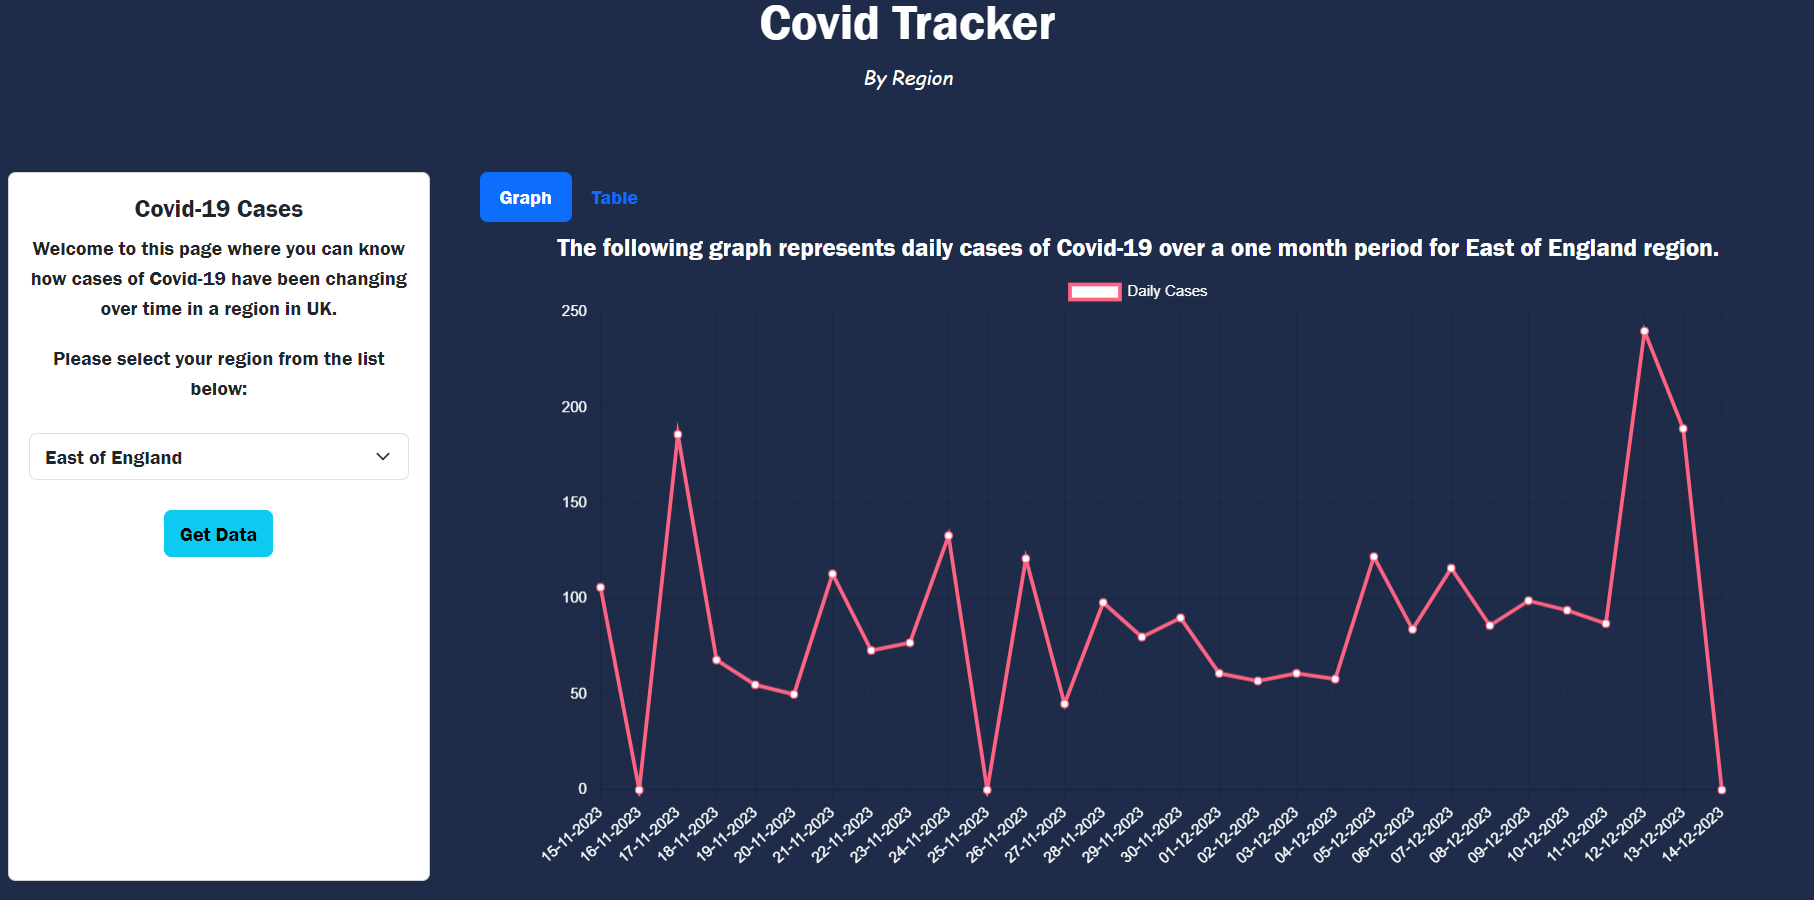 Covid Tracker
By Region
Covid-19 Cases
Welcome to this page where you can know
how cases of Covid-19 have been changing
over time in a region in UK.
Please select your region from the list
below:
East of England
Get Data
Graph
Table
The following graph represents daily cases of Covid-19 over a one month period for East of England region.
Daily Cases
250
200
150
100
50
0
15-11-2023
16-11-2023
17-11-2023
18-11-2023
19-11-2023
20-11-2023
21-11-2023
22-11-2023
23-11-2023
24-11-2023
25-11-2023
26-11-2023
27-11-2023
28-11-2023
29-11-2023
30-11-2023
01-12-2023
02-12-2023
03-12-2023
04-12-2023
05-12-2023
06-12-2023
07-12-2023
08-12-2023
09-12-2023
10-12-2023
11-12-2023
12-12-2023
13-12-2023
14-12-2023